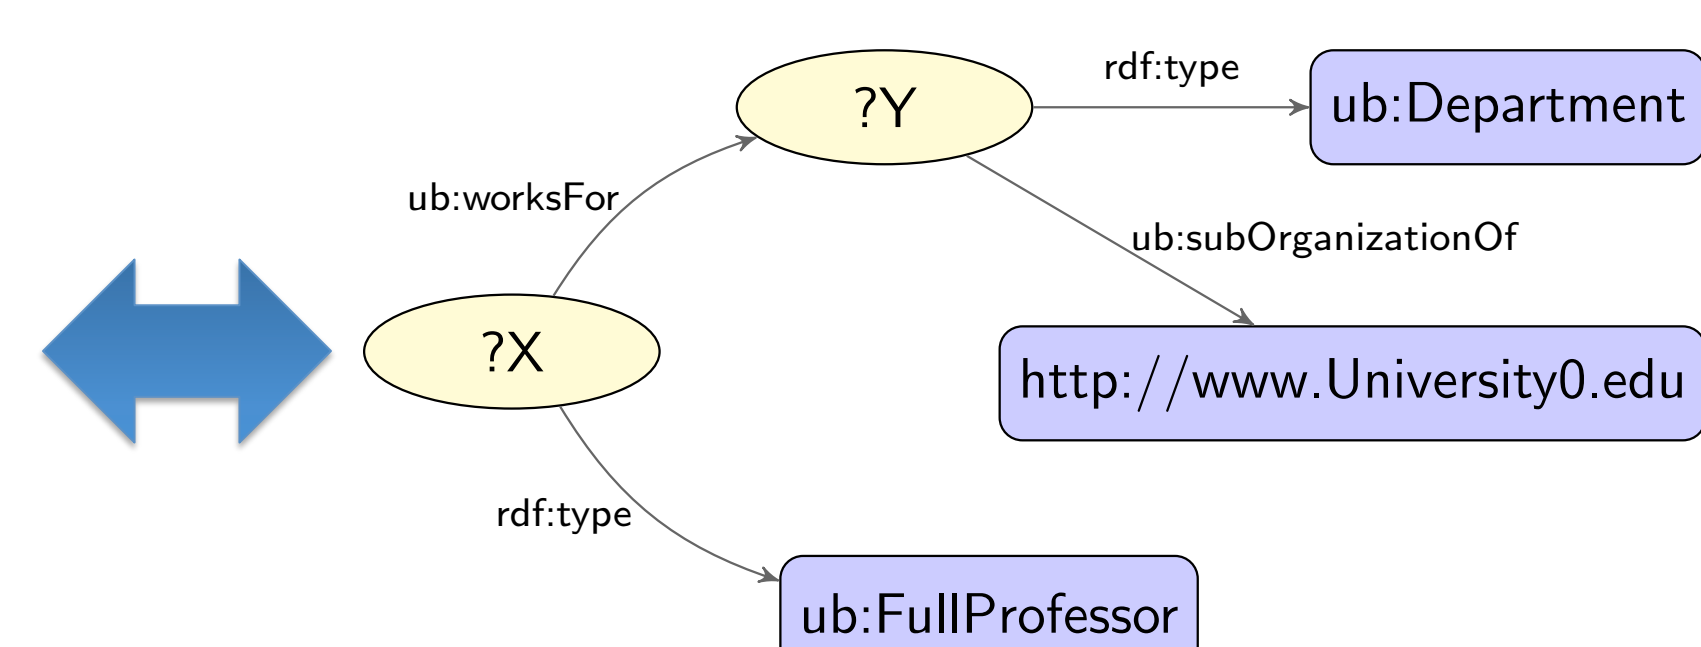 rdf:type
?Y
ub:Department
ub:worksFor
ub:subOrganizationOf
?X
http://www.University0.edu
rdf:type
ub:FullProfessor